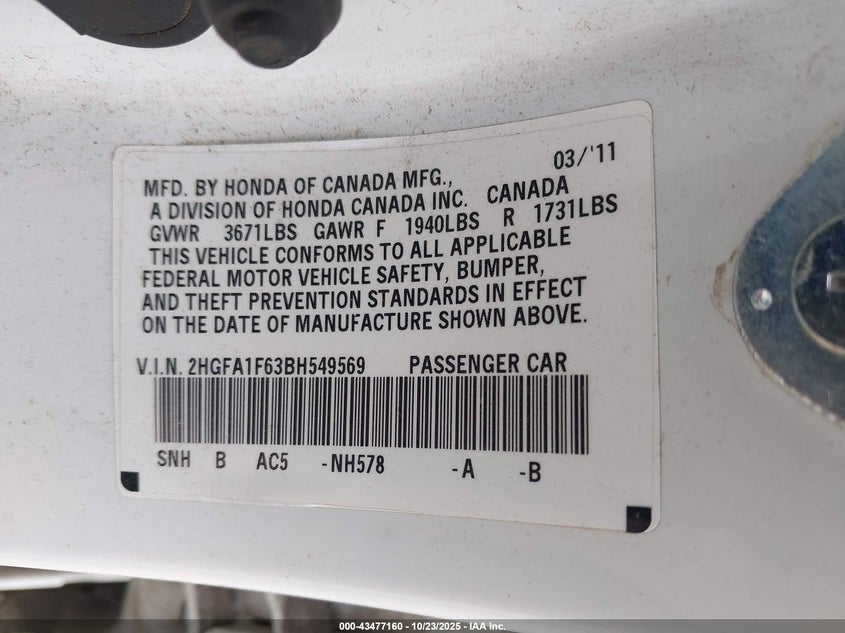 03/'11
MFD. BY HONDA OF CANADA MFG.,
A DIVISION OF HONDA CANADA INC. CANADA
GVWR 3671LBS GAWR F 1940LBS R 1731LBS
THIS VEHICLE CONFORMS TO ALL APPLICABLE
FEDERAL MOTOR VEHICLE SAFETY, BUMPER,
AND THEFT PREVENTION STANDARDS IN EFFECT
ON THE DATE OF MANUFACTURE SHOWN ABOVE.
V.I.N. 2HGFA1F63BH549569 PASSENGER CAR
SNH B AC5 -NH578 -A -B
000-43477160 - 10/23/2025 - IAA Inc.